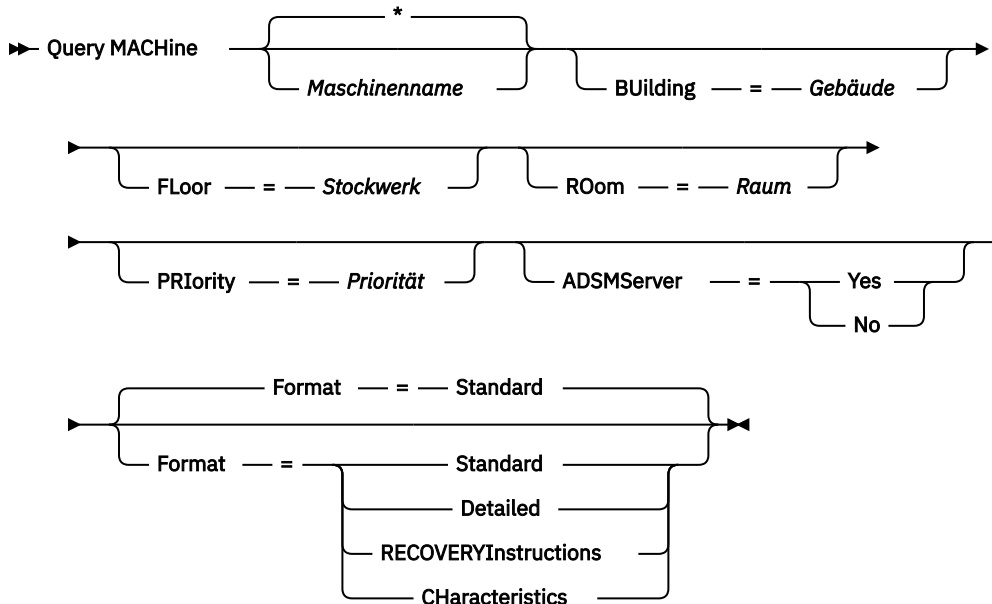 *
Query MACHine
Maschinenname
BUilding = Gebäude
FLoor = Stockwerk
ROom = Raum
PRIority = Priorität
ADSMServer = Yes
No
Format = Standard
Format = Standard
Detailed
RECOVERYInstructions
CHaracteristics